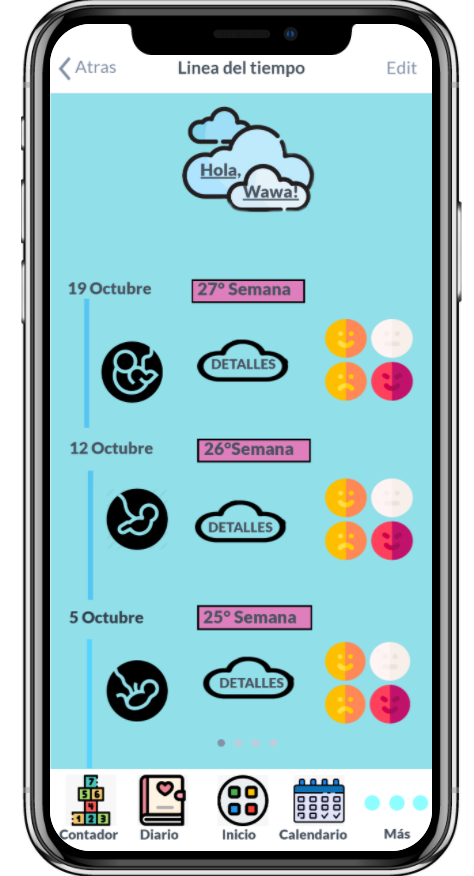 Atras
Linea del tiempo
Edit
Hola,
Wawa!
19 Octubre
27° Semana
DETALLES
12 Octubre
26°Semana
DETALLES
5 Octubre
25° Semana
DETALLES
7
5 6
4
1 2 3
Contador
Diario
Inicio
Calendario
Más